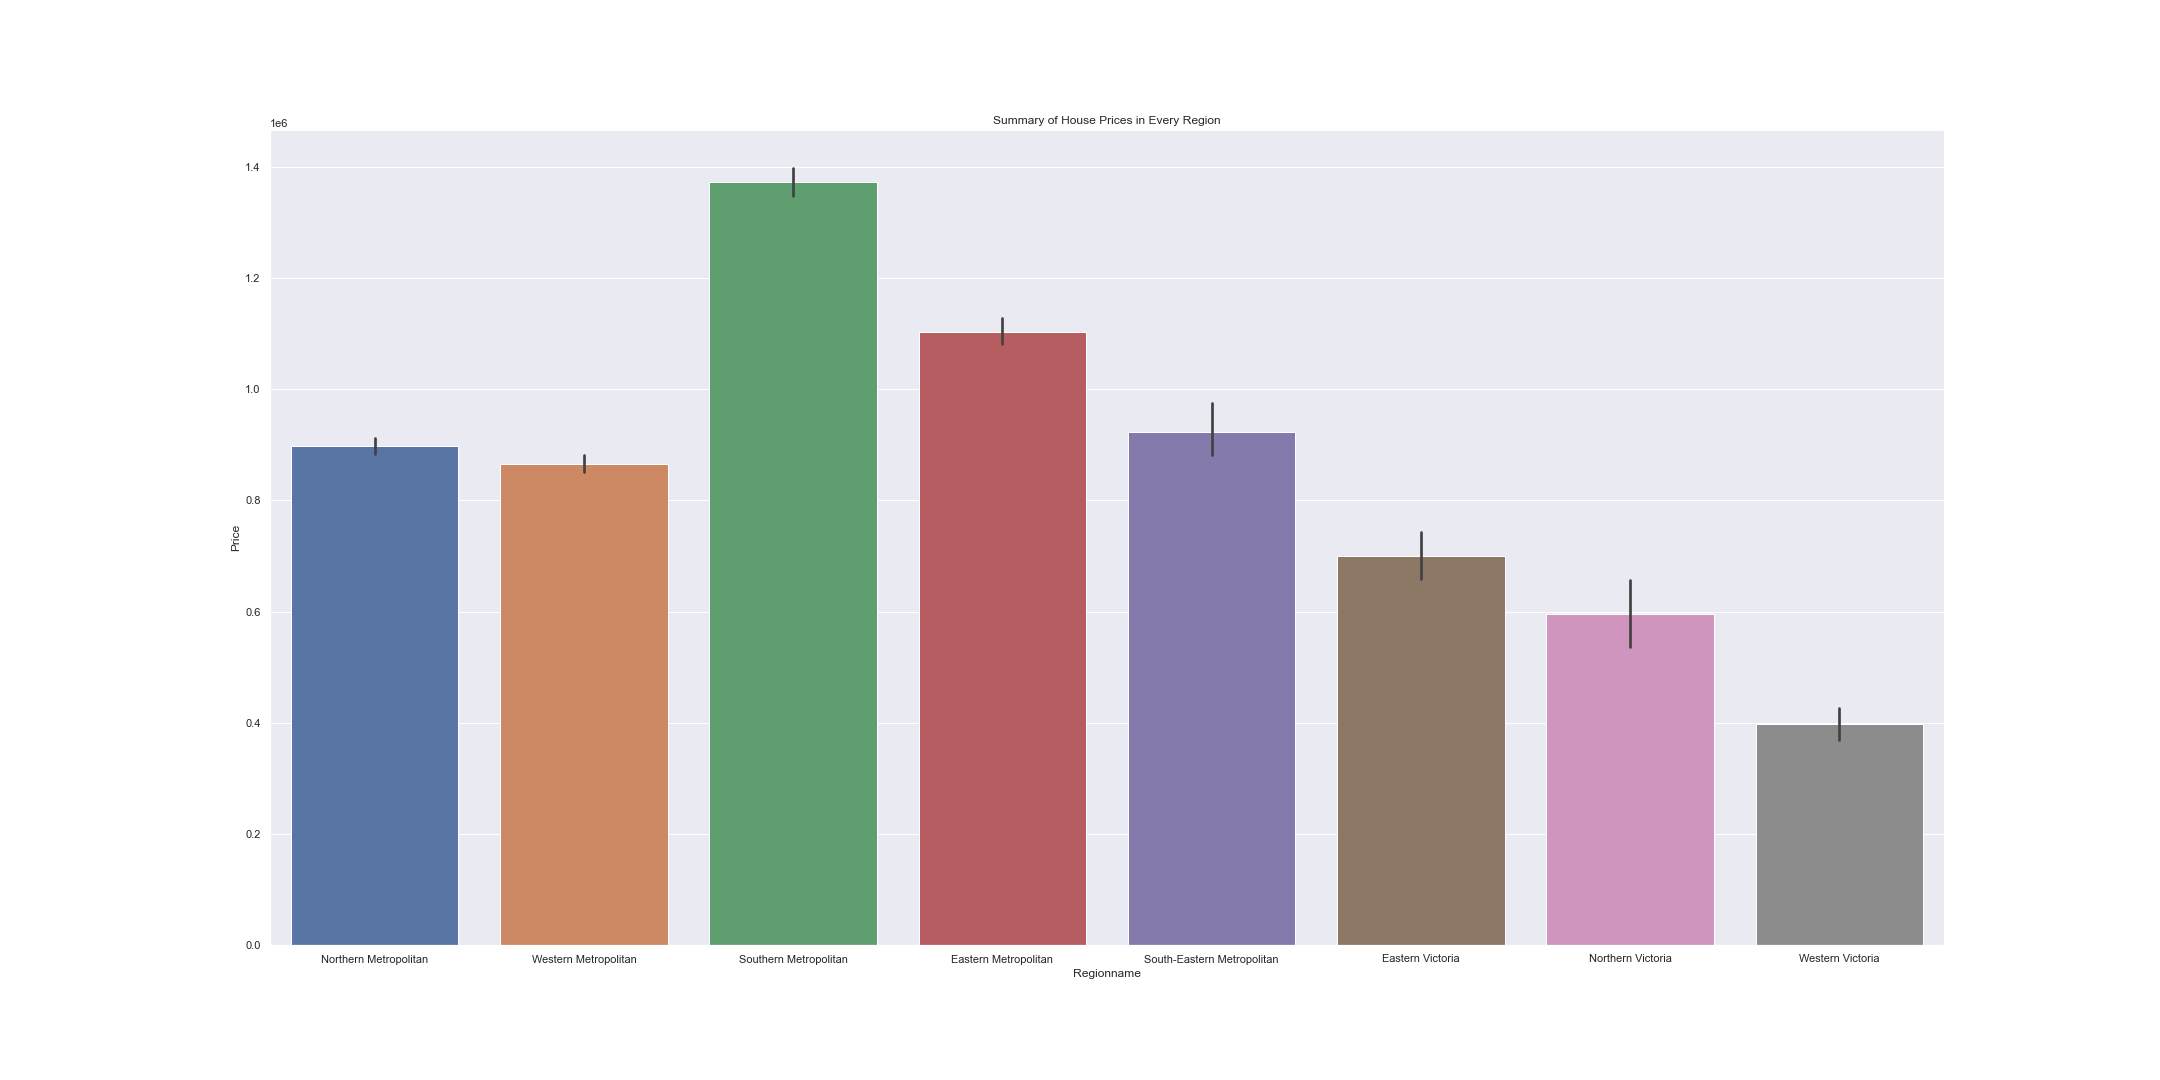 Summary of House Prices in Every Region
1e6
1.4
1.2
1.0
0.8
0.6
0.4
0.2
0.0
Price
Northern Metropolitan
Western Metropolitan
Southern Metropolitan
Eastern Metropolitan
South-Eastern Metropolitan
Eastern Victoria
Northern Victoria
Western Victoria
Regionname